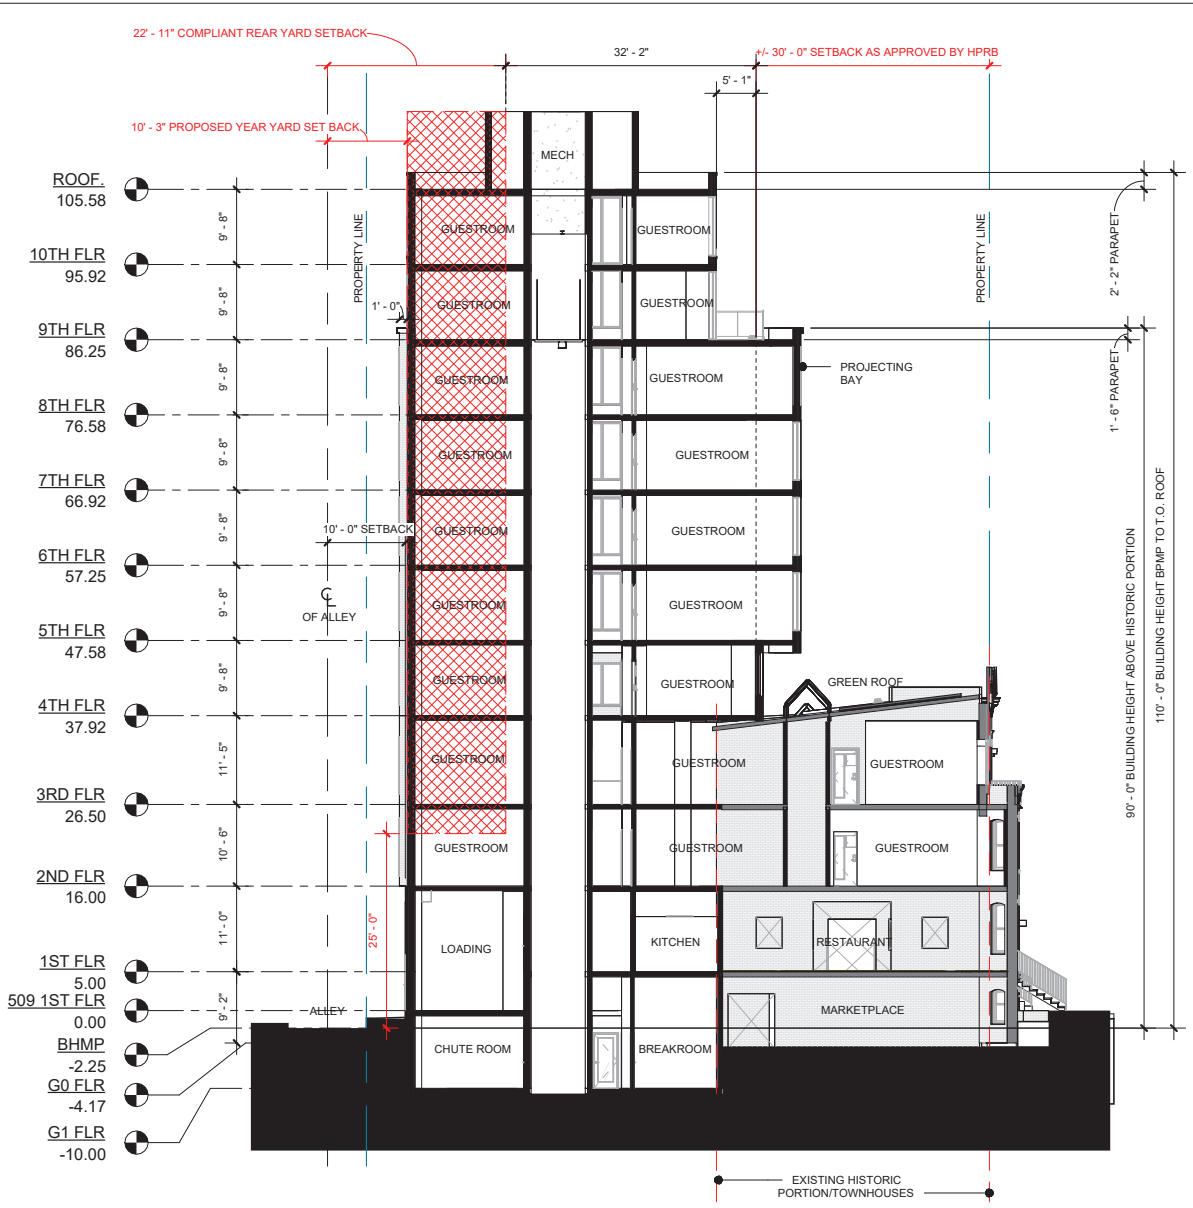 22' - 11" COMPLIANT REAR YARD SETBACK
32' - 2"
+/- 30' - 0" SETBACK AS APPROVED BY HPRB
5' - 1"
10' - 3" PROPOSED YEAR YARD SET BACK
MECH
ROOF.
105.58
9' - 8"
GUESTROOM
GUESTROOM
PROPERTY LINE
PROPERTY LINE
2' - 2" PARAPET
10TH FLR
95.92
9' - 8"
1' - 0"
GUESTROOM
GUESTROOM
9TH FLR
86.25
9' - 8"
GUESTROOM
GUESTROOM
PROJECTING
BAY
1' - 6" PARAPET
8TH FLR
76.58
9' - 8"
GUESTROOM
GUESTROOM
7TH FLR
66.92
9' - 8"
10' - 0" SETBACK
GUESTROOM
GUESTROOM
6TH FLR
57.25
9' - 8"
CL
OF ALLEY
GUESTROOM
GUESTROOM
90' - 0" BUILDING HEIGHT ABOVE HISTORIC PORTION
110' - 0" BUILDING HEIGHT BPMP TO T.O. ROOF
5TH FLR
47.58
9' - 8"
GUESTROOM
GUESTROOM
GREEN ROOF
4TH FLR
37.92
11' - 5"
GUESTROOM
GUESTROOM
GUESTROOM
3RD FLR
26.50
10' - 6"
GUESTROOM
GUESTROOM
GUESTROOM
2ND FLR
16.00
11' - 0"
25' - 0"
LOADING
KITCHEN
RESTAURANT
1ST FLR
5.00
509 1ST FLR
0.00
9' - 2"
ALLEY
MARKETPLACE
BHMP
-2.25
CHUTE ROOM
BREAKROOM
G0 FLR
-4.17
G1 FLR
-10.00
EXISTING HISTORIC
PORTION/TOWNHOUSES